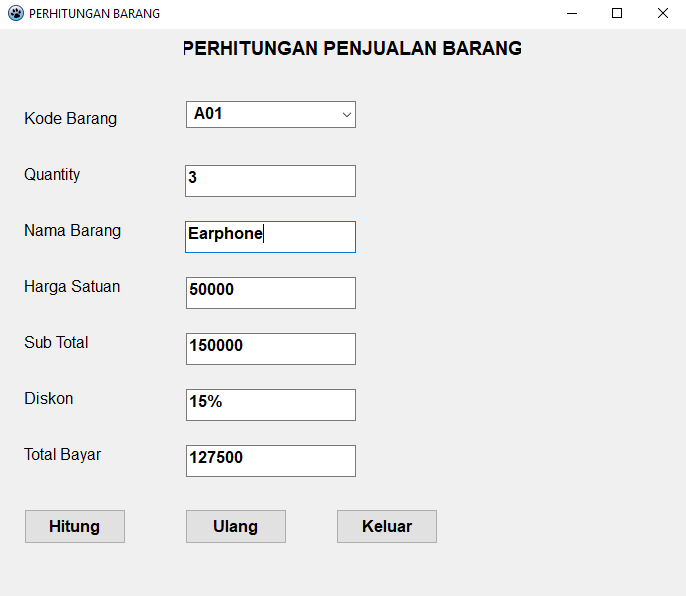 PERHITUNGAN BARANG
PERHITUNGAN PENJUALAN BARANG
Kode Barang A01
Quantity 3
Nama Barang Earphone
Harga Satuan 50000
Sub Total 150000
Diskon 15%
Total Bayar 127500
Hitung Ulang Keluar